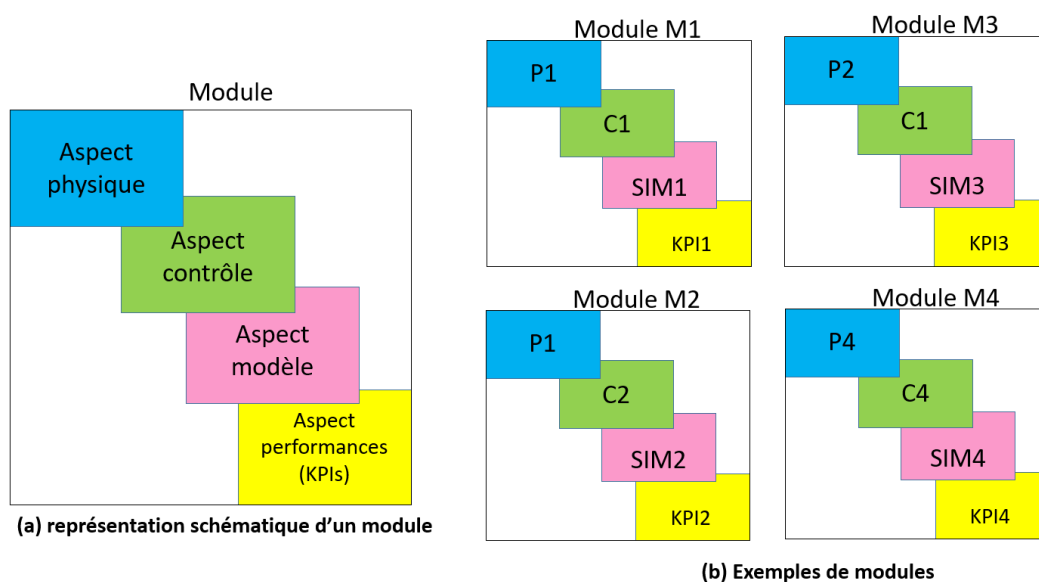 Module
Aspect
physique
Aspect
contrôle
Aspect
modèle
Aspect
performances
(KPIs)
(a) représentation schématique d’un module
Module M1
P1
C1
SIM1
KPI1
Module M3
P2
C1
SIM3
KPI3
Module M2
P1
C2
SIM2
KPI2
Module M4
P4
C4
SIM4
KPI4
(b) Exemples de modules